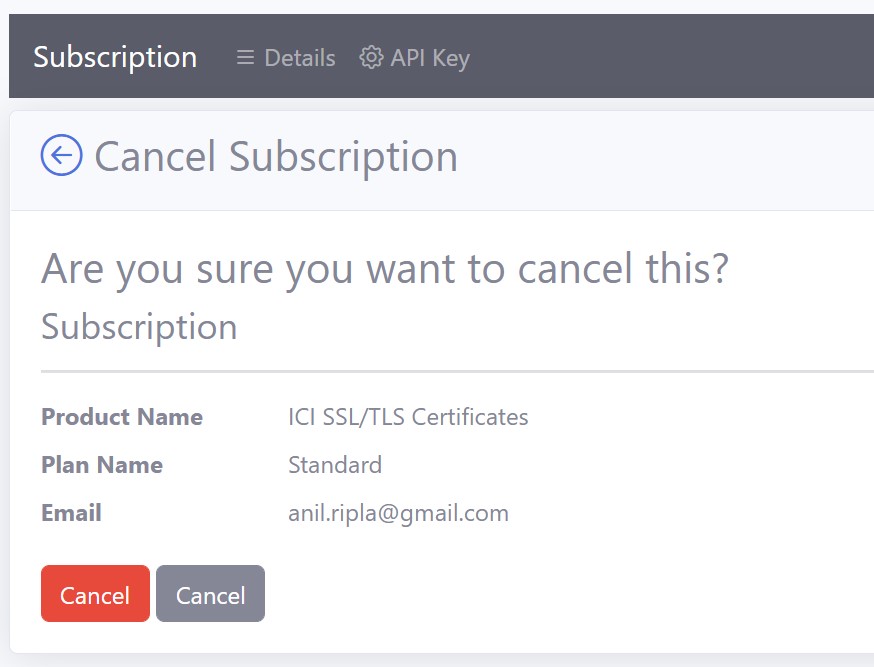 Subscription Details API Key
Cancel Subscription
Are you sure you want to cancel this?
Subscription
Product Name ICI SSL/TLS Certificates
Plan Name Standard
Email anil.ripla@gmail.com
Cancel Cancel